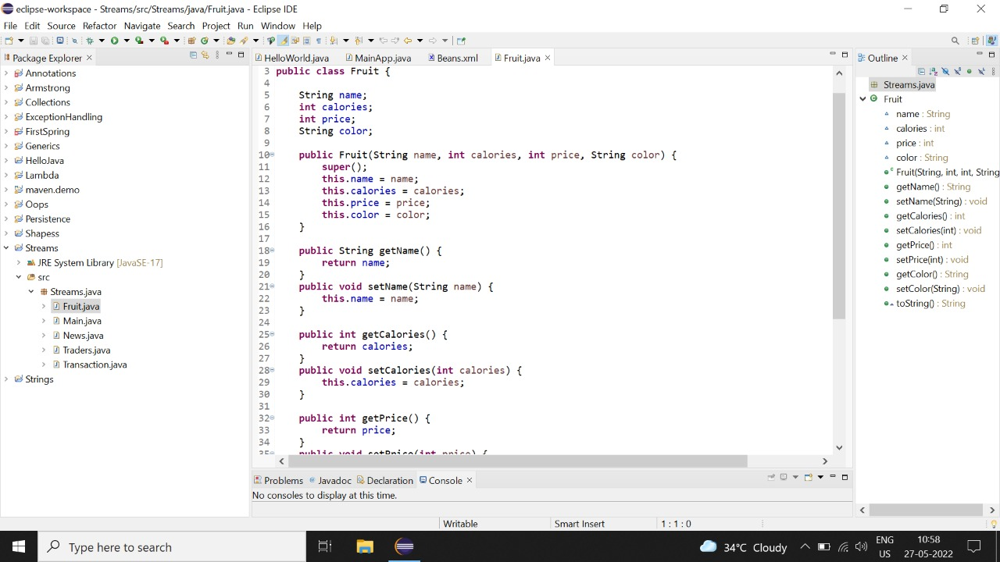 eclipse-workspace - Streams/src/Streams/java/Fruit.java - Eclipse IDE
File Edit Source Refactor Navigate Search Project Run Window Help
Package Explorer
Annotations
Armstrong
Collections
ExceptionHandling
FirstSpring
Generics
HelloJava
Lambda
maven.demo
Oops
Persistence
Shapess
Streams
JRE System Library [JavaSE-17]
src
Streams.java
Fruit.java
Main.java
News.java
Traders.java
Transaction.java
Strings
HelloWorld.java MainApp.java Beans.xml Fruit.java
3 public class Fruit {
4
5 String name;
6 int calories;
7 int price;
8 String color;
9
10 public Fruit(String name, int calories, int price, String color) {
11 super();
12 this.name = name;
13 this.calories = calories;
14 this.price = price;
15 this.color = color;
16 }
17
18 public String getName() {
19 return name;
20 }
21 public void setName(String name) {
22 this.name = name;
23 }
24
25 public int getCalories() {
26 return calories;
27 }
28 public void setCalories(int calories) {
29 this.calories = calories;
30 }
31
32 public int getPrice() {
33 return price;
34 }
35 public void setPrice(int price) {
Problems Javadoc Declaration Console
No consoles to display at this time.
Outline
Streams.java
Fruit
name : String
calories : int
price : int
color : String
Fruit(String, int, int, String
getName() : String
setName(String) : void
getCalories() : int
setCalories(int) : void
getPrice() : int
setPrice(int) : void
getColor() : String
setColor(String) : void
toString() : String
Writable Smart Insert 1 : 1 : 0
Type here to search
34°C Cloudy
ENG
US
10:58
27-05-2022